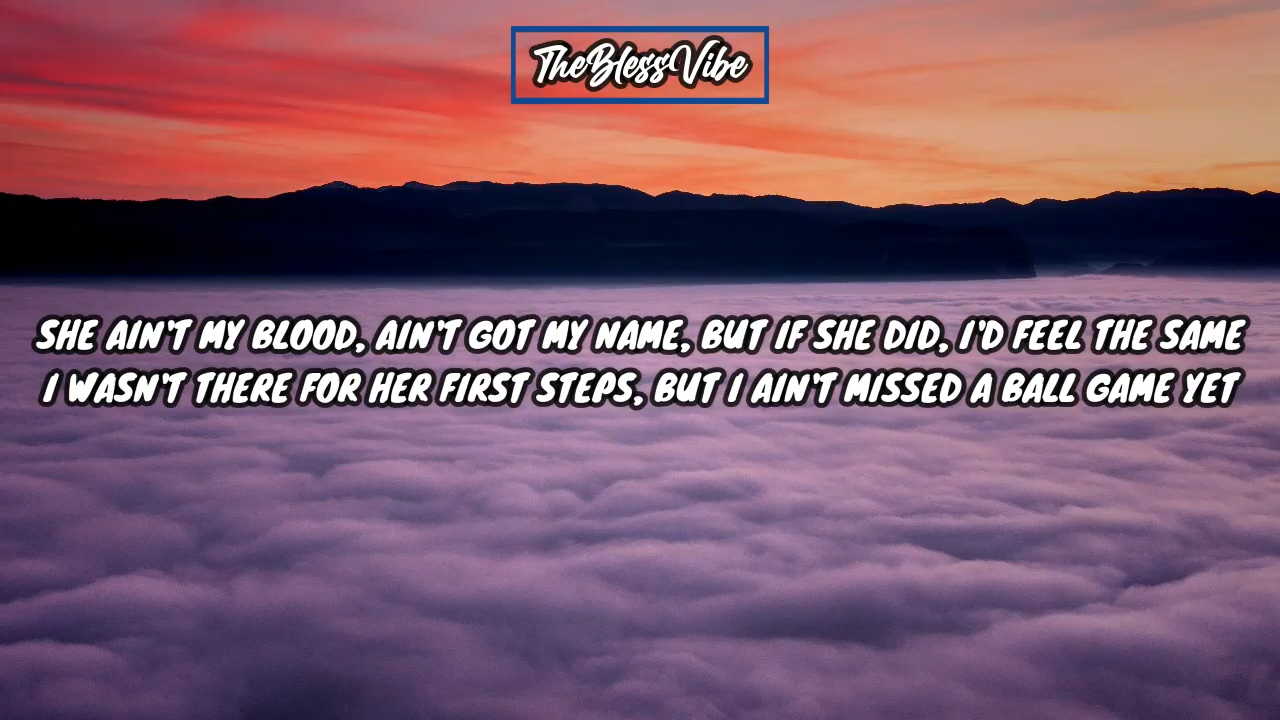 TheBlessVibe
SHE AIN'T MY BLOOD, AIN'T GOT MY NAME, BUT IF SHE DID, I'D FEEL THE SAME
I WASN'T THERE FOR HER FIRST STEPS, BUT I AIN'T MISSED A BALL GAME YET